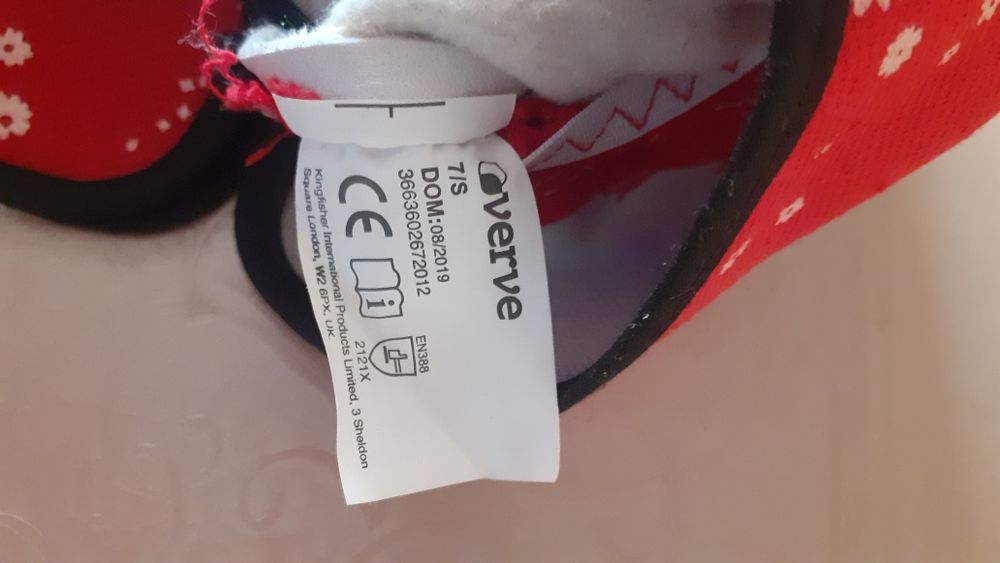 verve
7/S
DOM:08/2019
3663602672012
CE
i
EN388
2121X
Kingfisher International Products Limited, 3 Sheldon
Square London, W2 6PX, UK